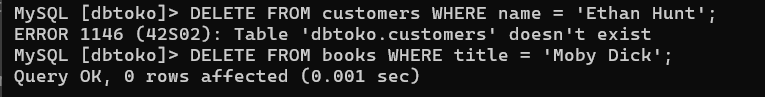 MySQL [dbtoko]> DELETE FROM customers WHERE name = 'Ethan Hunt';
ERROR 1146 (42S02): Table 'dbtoko.customers' doesn't exist
MySQL [dbtoko]> DELETE FROM books WHERE title = 'Moby Dick';
Query OK, 0 rows affected (0.001 sec)